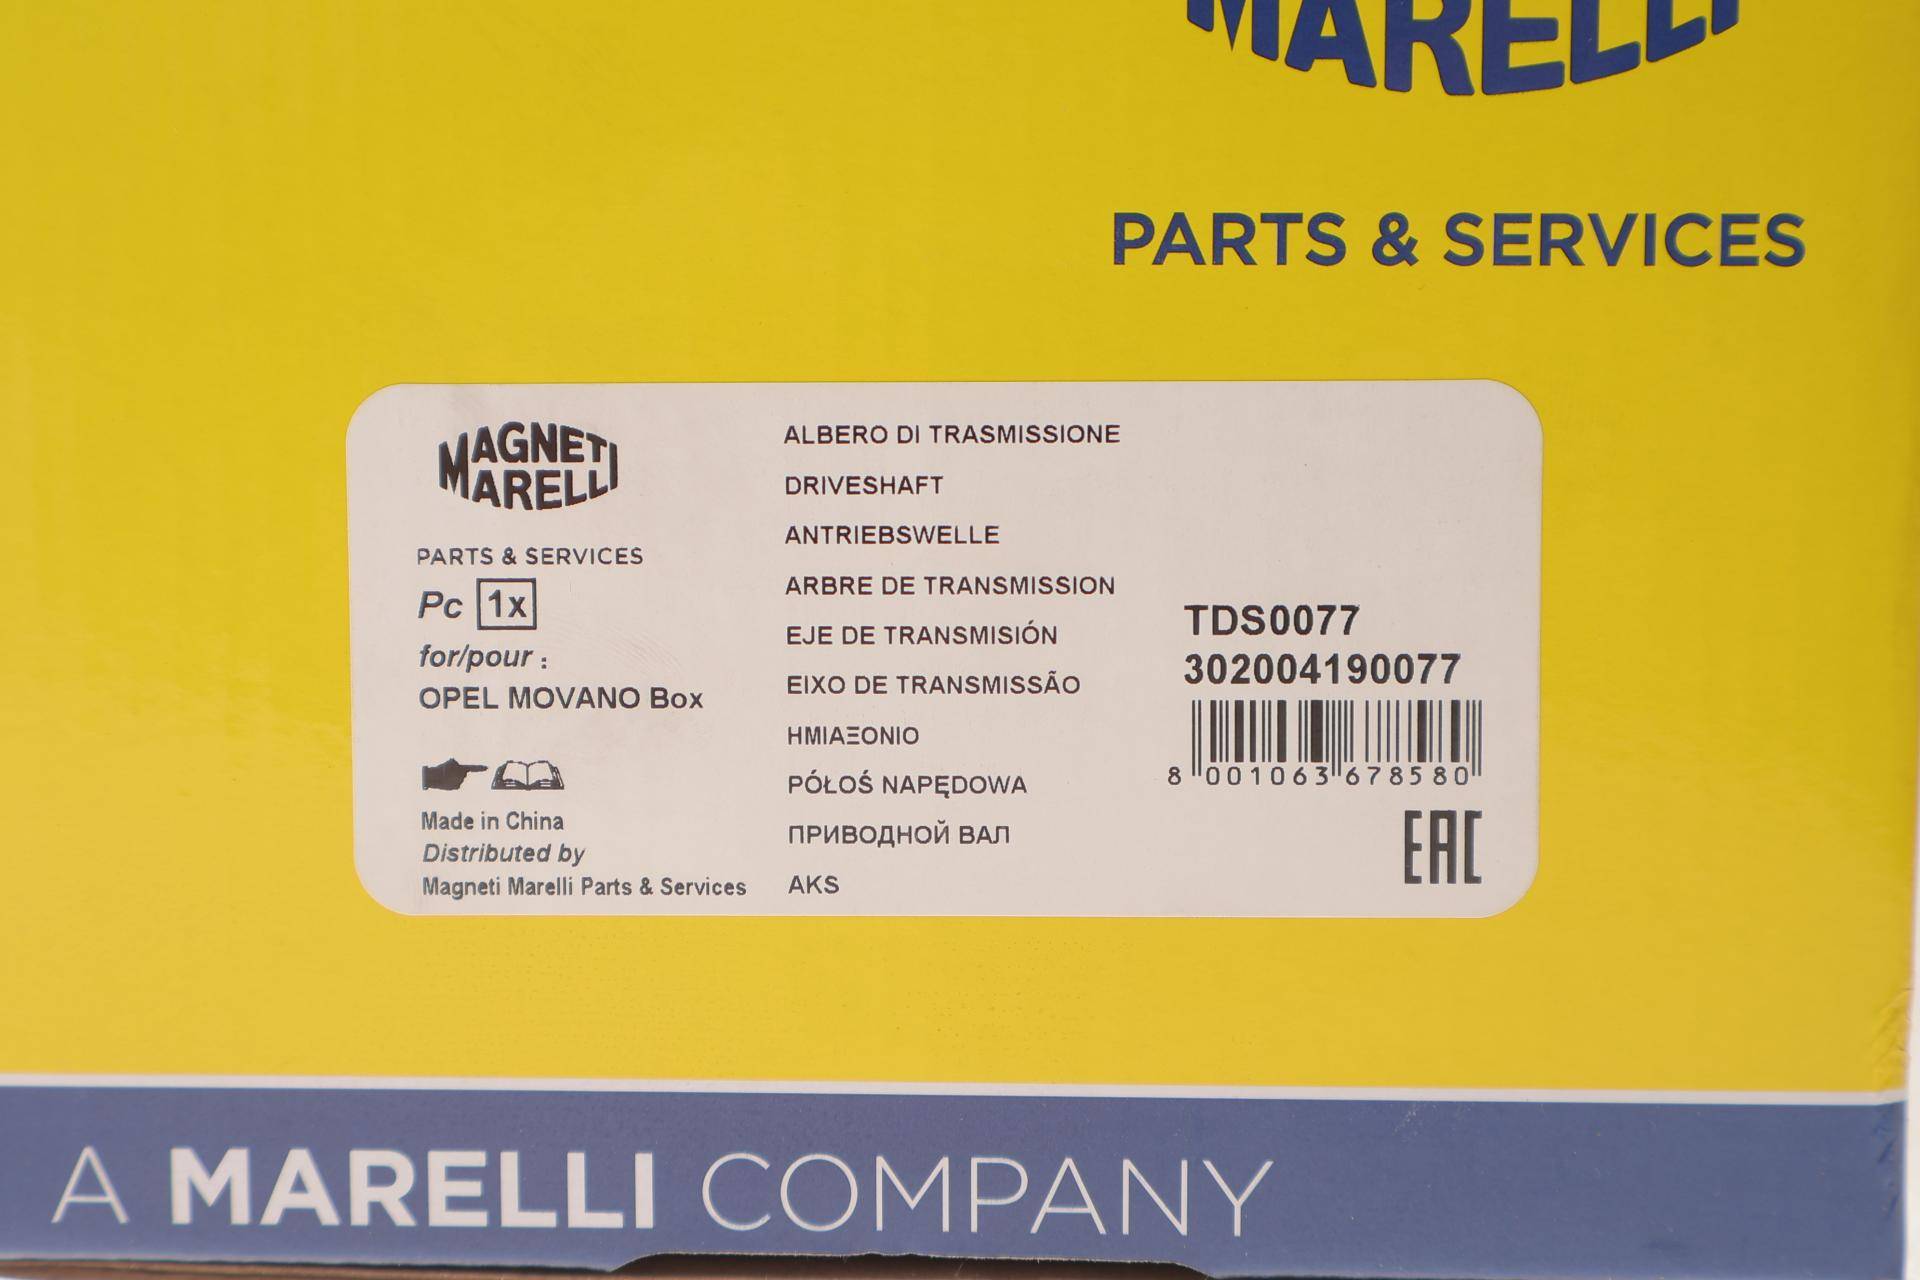 MARELLI
PARTS & SERVICES
MAGNETI
MARELLI
PARTS & SERVICES
Pc 1x
for/pour :
OPEL MOVANO Box
Made in China
Distributed by
Magneti Marelli Parts & Services
ALBERO DI TRASMISSIONE
DRIVESHAFT
ANTRIEBSWELLE
ARBRE DE TRANSMISSION
EJE DE TRANSMISIÓN
EIXO DE TRANSMISSÃO
ΗΜΙΑΞΟΝΙΟ
PÓŁOŚ NAPĘDOWA
ПРИВОДНОЙ ВАЛ
AKS
TDS0077
302004190077
8 001063 678580
EAC
A MARELLI COMPANY